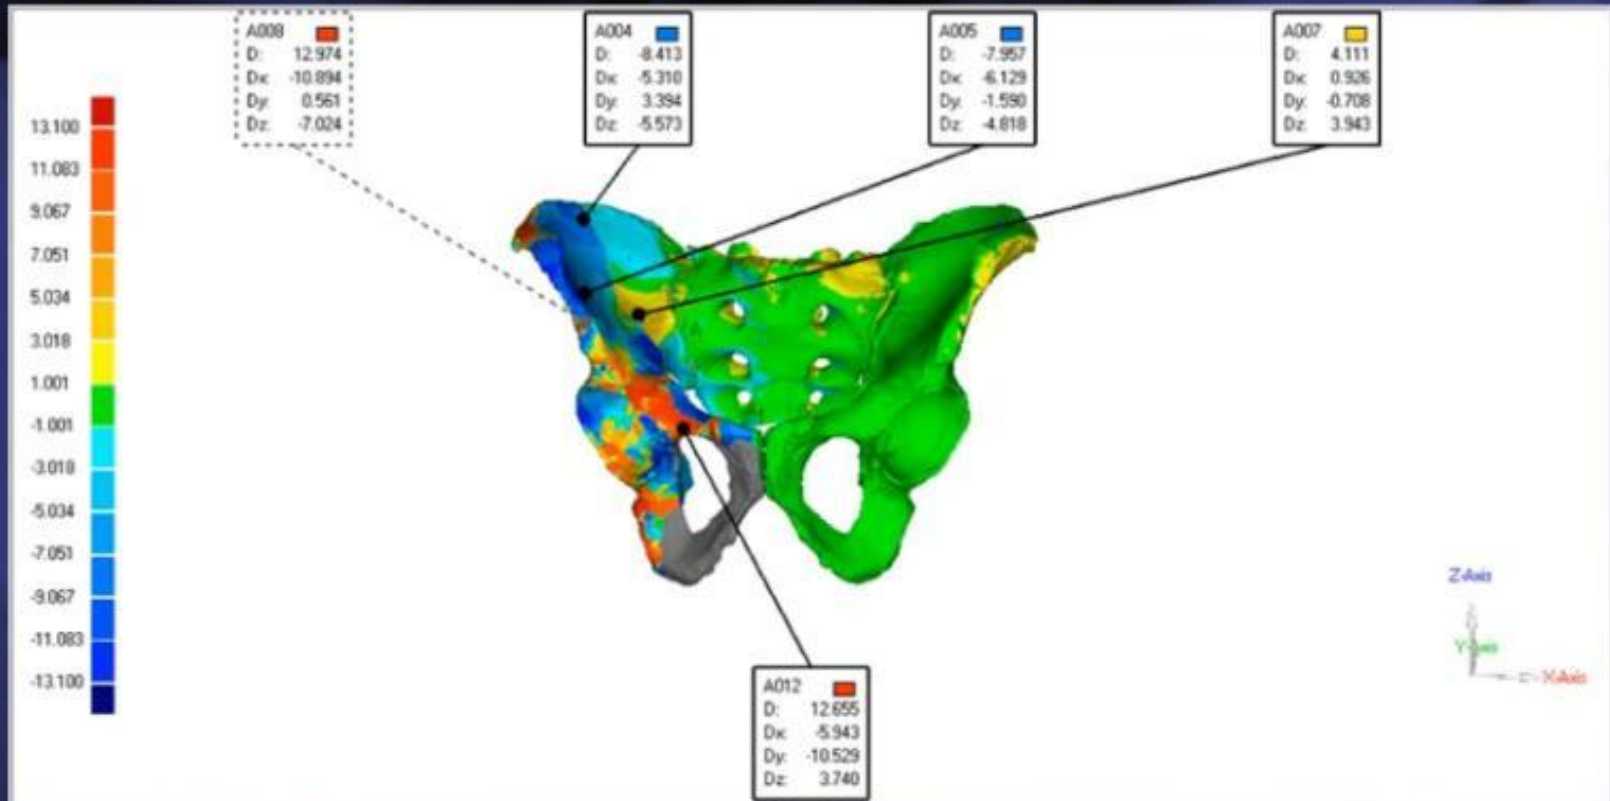 A008
D: 12.974
Dx: -10.894
Dy: 0.561
Dz: -7.024
A004
D: -8.413
Dx: -5.310
Dy: 3.394
Dz: -5.573
A005
D: -7.957
Dx: -6.129
Dy: -1.590
Dz: -4.818
A007
D: 4.111
Dx: 0.926
Dy: -0.708
Dz: 3.943
13.100
11.083
9.067
7.051
5.034
3.018
1.001
-1.001
-3.018
-5.034
-7.051
-9.067
-11.083
-13.100
A012
D: 12.655
Dx: -5.943
Dy: -10.529
Dz: 3.740
Z-Axis
Y-Axis
X-Axis